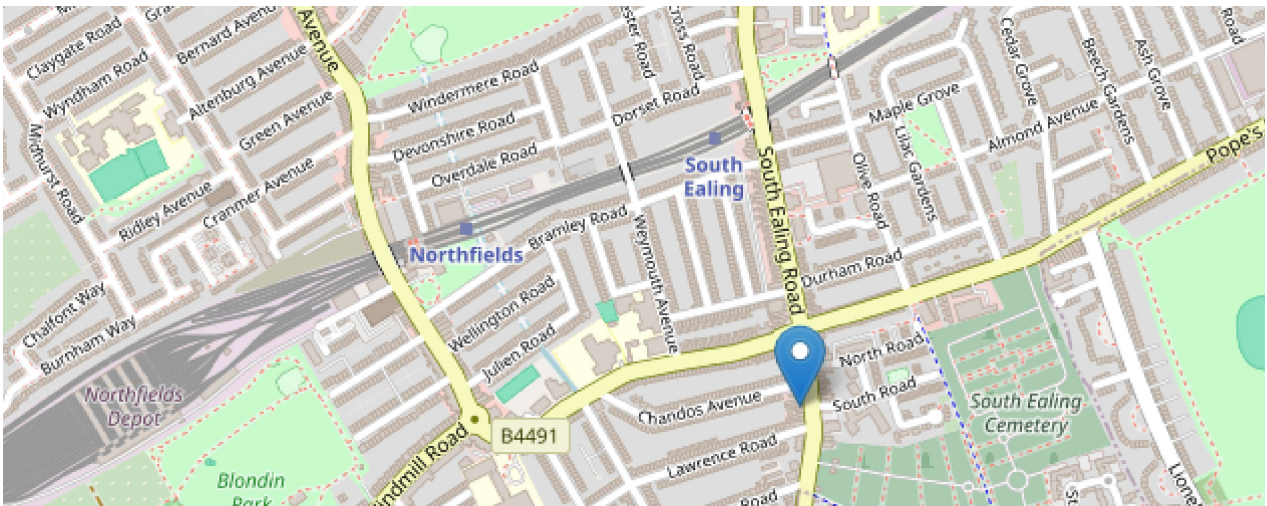 Avenue
Claygate Road
Bernard Avenue
Wyndham Road
Altenburg Avenue
Green Avenue
Midhurst Road
Ridley Avenue
Cranmer Avenue
Chalfont Way
Burnham Way
Windermere Road
Devonshire Road
Overdale Road
Dorset Road
Northfields
Bramley Road
Weymouth Avenue
Wellington Road
Julien Road
South
Ealing
South Ealing Road
Maple Grove
Olive Road
Lilac Gardens
Cedar Grove
Beech Gardens
Ash Grove
Road
Almond Avenue
Pope's
Durham Road
North Road
South Road
Chandos Avenue
Lawrence Road
Road
South Ealing
Cemetery
Northfields
Depot
Blondin
Park
B4491